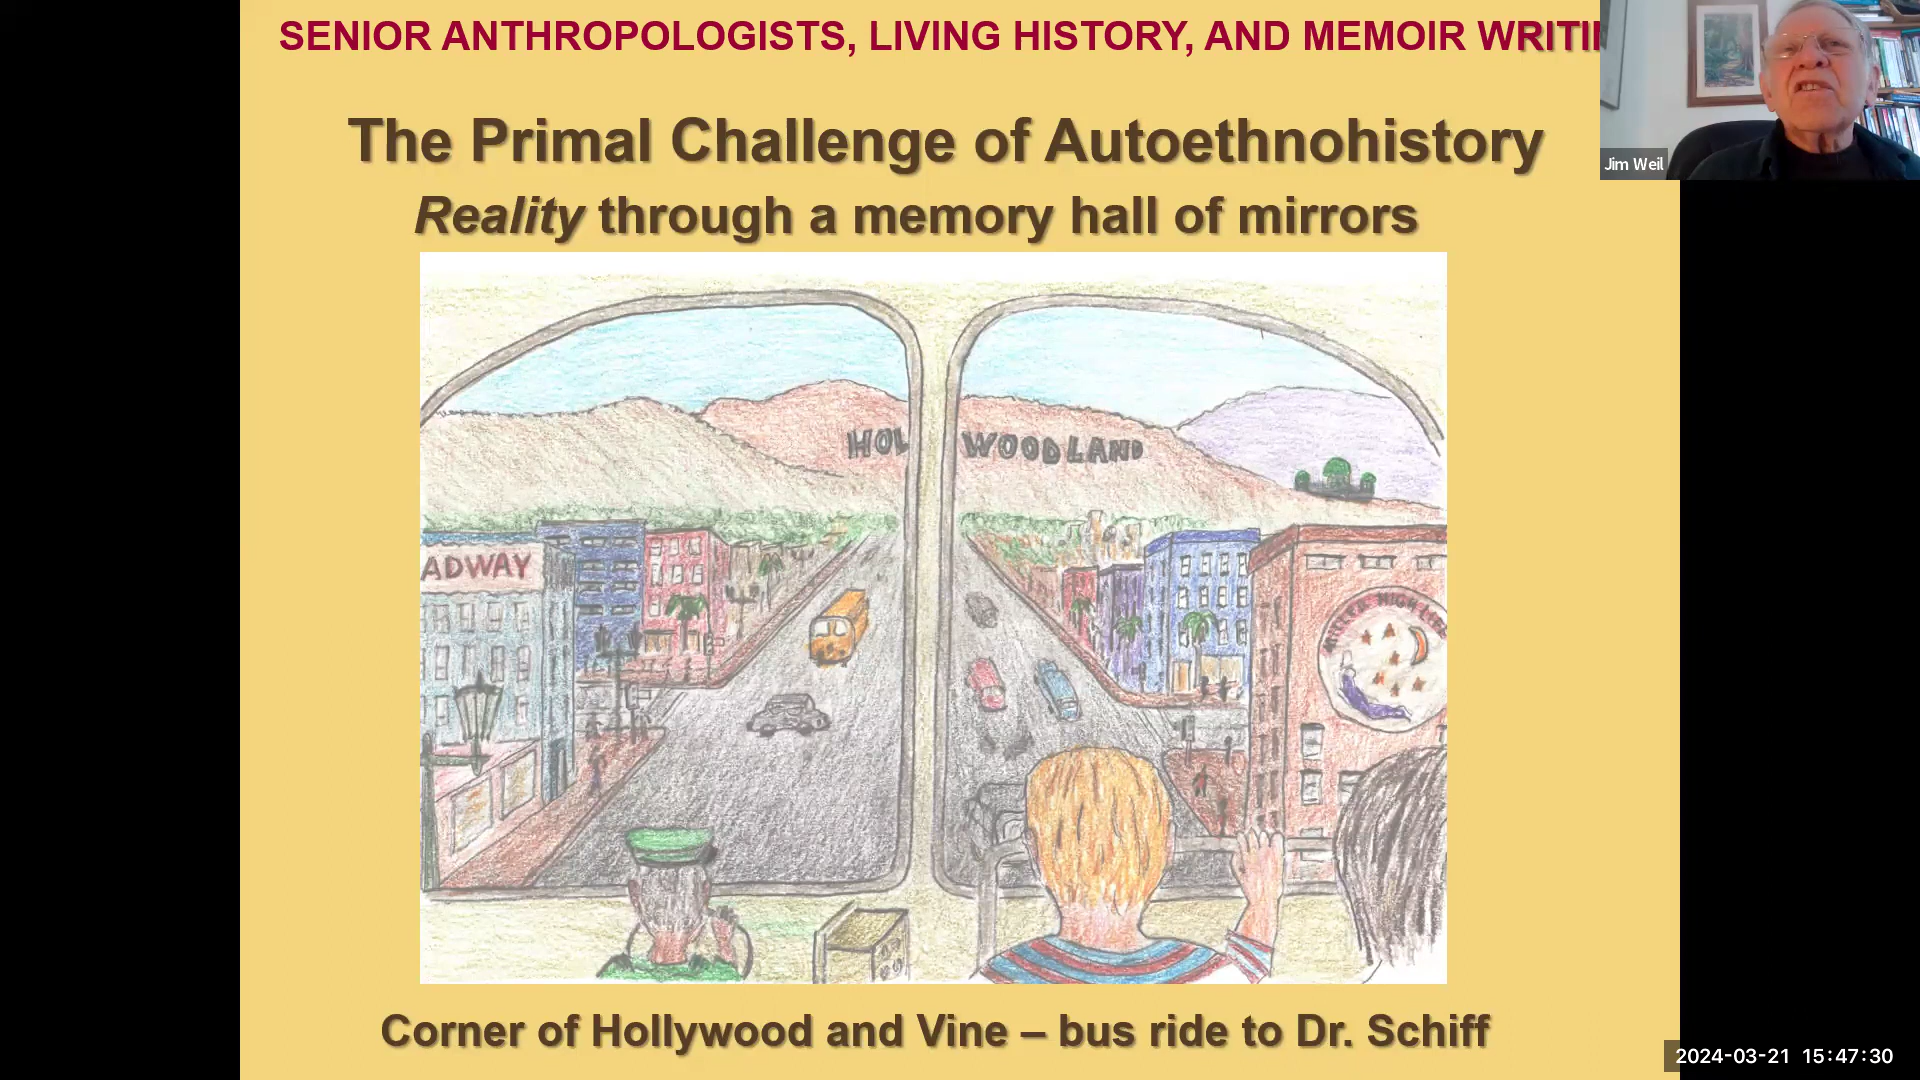 SENIOR ANTHROPOLOGISTS, LIVING HISTORY, AND MEMOIR WRITI
Jim Weil
The Primal Challenge of Autoethnohistory
Reality through a memory hall of mirrors
HOL WOODLAND
ADWAY
HIGH LIFE
Corner of Hollywood and Vine – bus ride to Dr. Schiff
2024-03-21 15:47:30